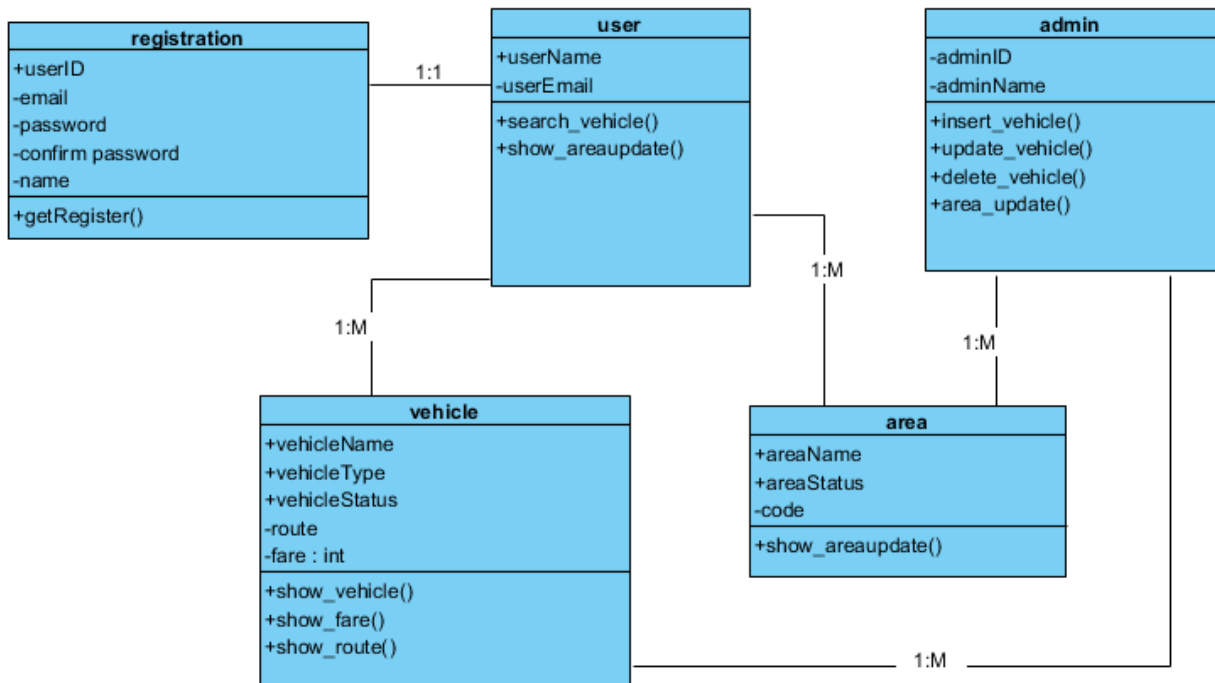 registration
+userID
-email
-password
-confirm password
-name
+getRegister()
1:1
user
+userName
-userEmail
+search_vehicle()
+show_areaupdate()
admin
-adminID
-adminName
+insert_vehicle()
+update_vehicle()
+delete_vehicle()
+area_update()
1:M
1:M
1:M
vehicle
+vehicleName
+vehicleType
+vehicleStatus
-route
-fare : int
+show_vehicle()
+show_fare()
+show_route()
area
+areaName
+areaStatus
-code
+show_areaupdate()
1:M